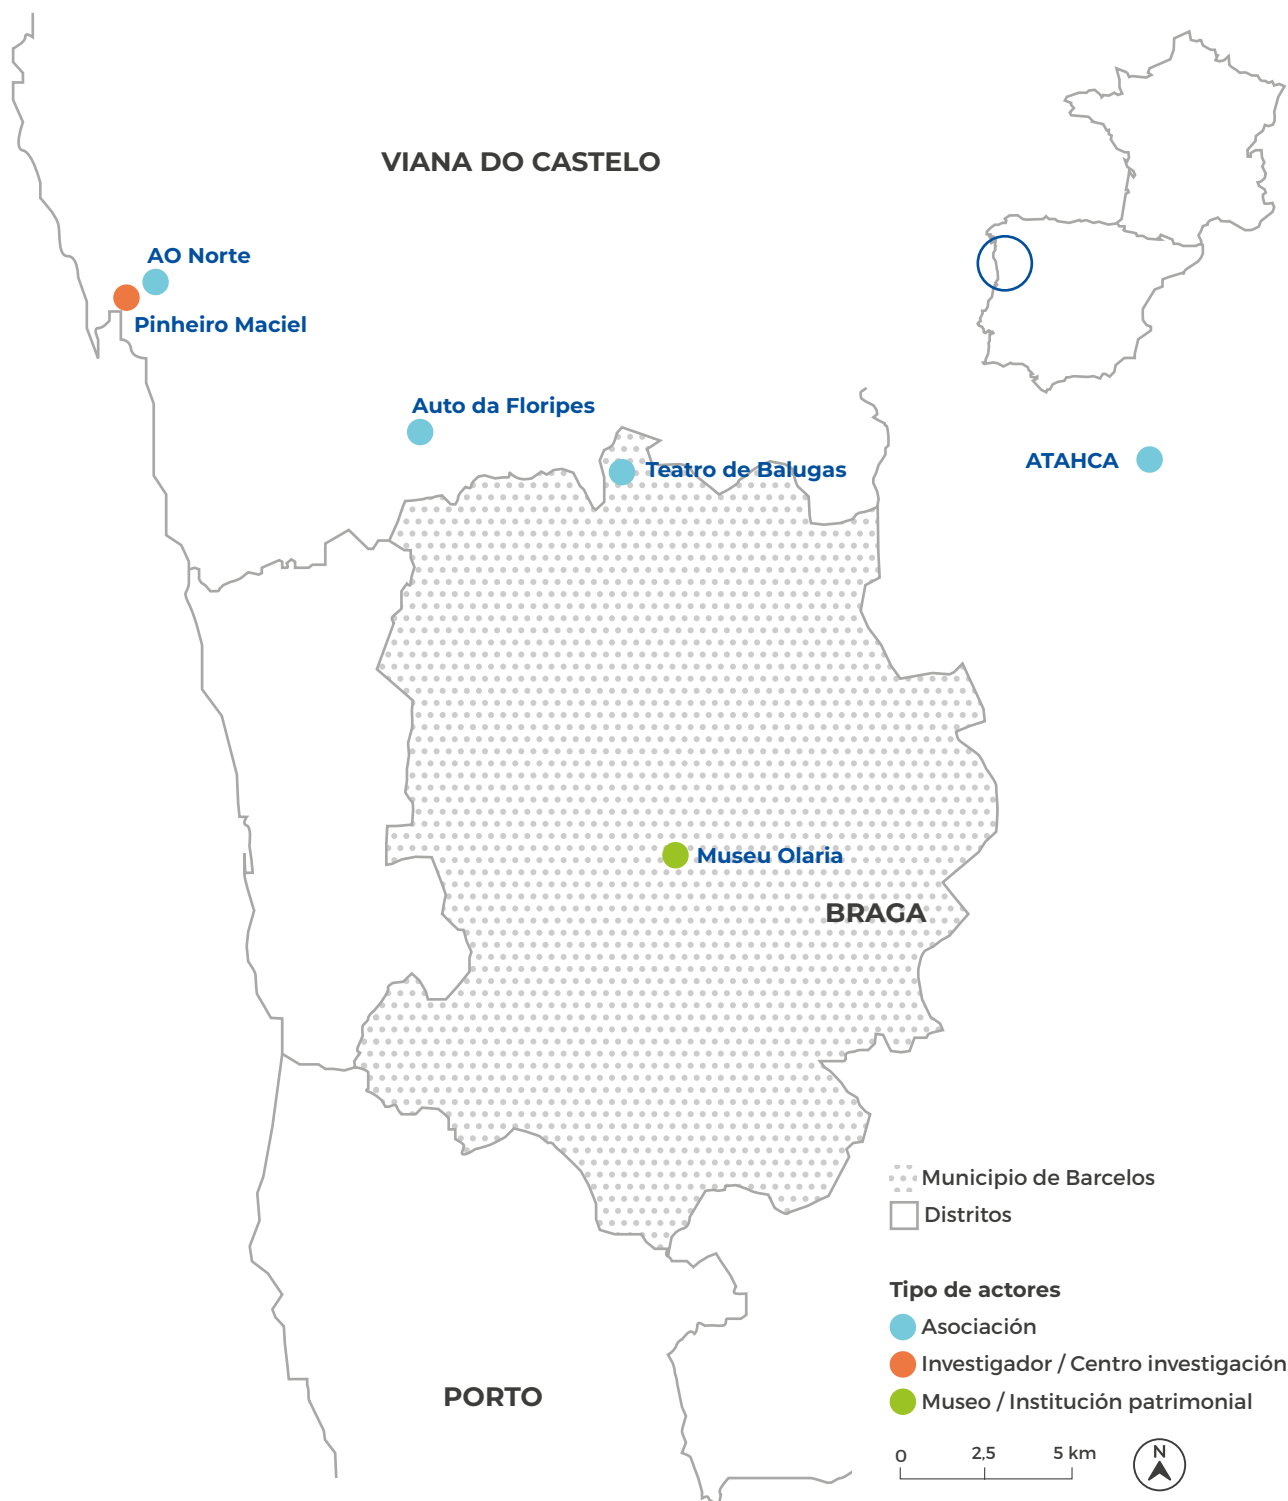 VIANA DO CASTELO
AO Norte
Pinheiro Maciel
Auto da Floripes
Teatro de Balugas
ATAHCA
Museu Olaria
BRAGA
PORTO
Municipio de Barcelos
Distritos
Tipo de actores
Asociación
Investigador / Centro investigación
Museo / Institución patrimonial
0 2,5 5 km
N